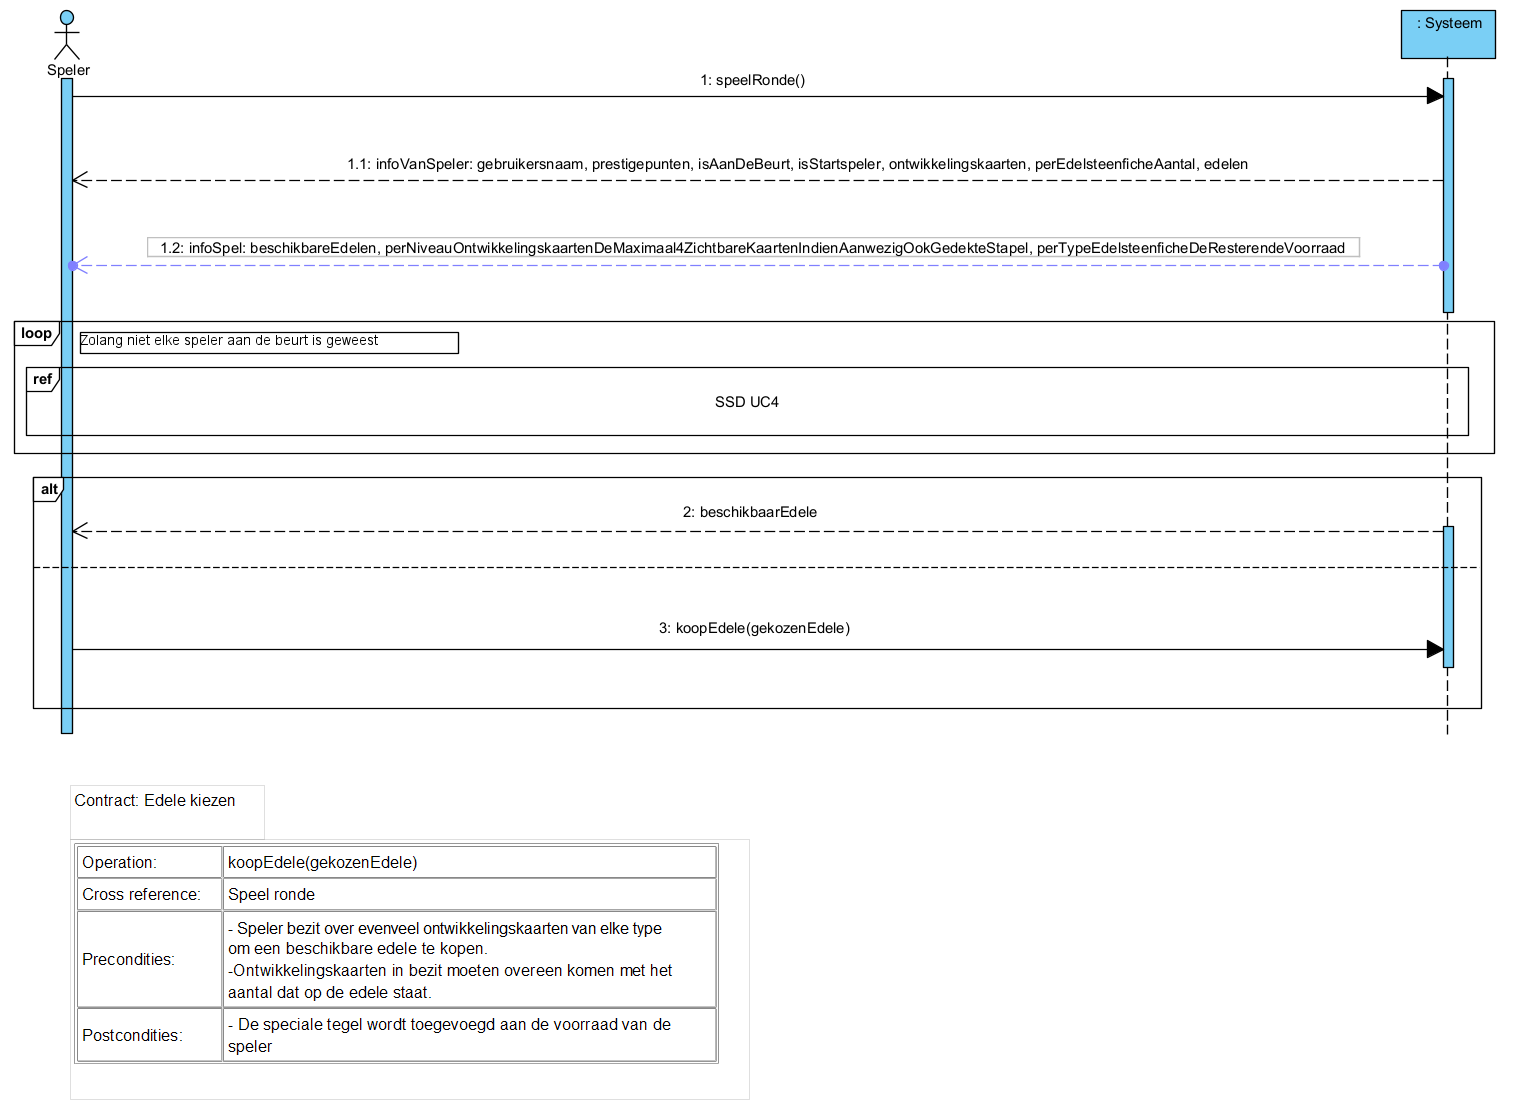 Speler
: Systeem
1: speelRonde()
1.1: infoVanSpeler: gebruikersnaam, prestigepunten, isAanDeBeurt, isStartspeler, ontwikkelingskaarten, perEdelsteenficheAantal, edelen
1.2: infoSpel: beschikbareEdelen, perNiveauOntwikkelingskaartenDeMaximaal4ZichtbareKaartenIndienAanwezigOokGedekteStapel, perTypeEdelsteenficheDeResterendeVoorraad
loop
Zolang niet elke speler aan de beurt is geweest
ref
SSD UC4
alt
2: beschikbaarEdele
3: koopEdele(gekozenEdele)
Contract: Edele kiezen
Operation:
koopEdele(gekozenEdele)
Cross reference:
Speel ronde
Precondities:
- Speler bezit over evenveel ontwikkelingskaarten van elke type
om een beschikbare edele te kopen.
-Ontwikkelingskaarten in bezit moeten overeen komen met het
aantal dat op de edele staat.
Postcondities:
- De speciale tegel wordt toegevoegd aan de voorraad van de
speler